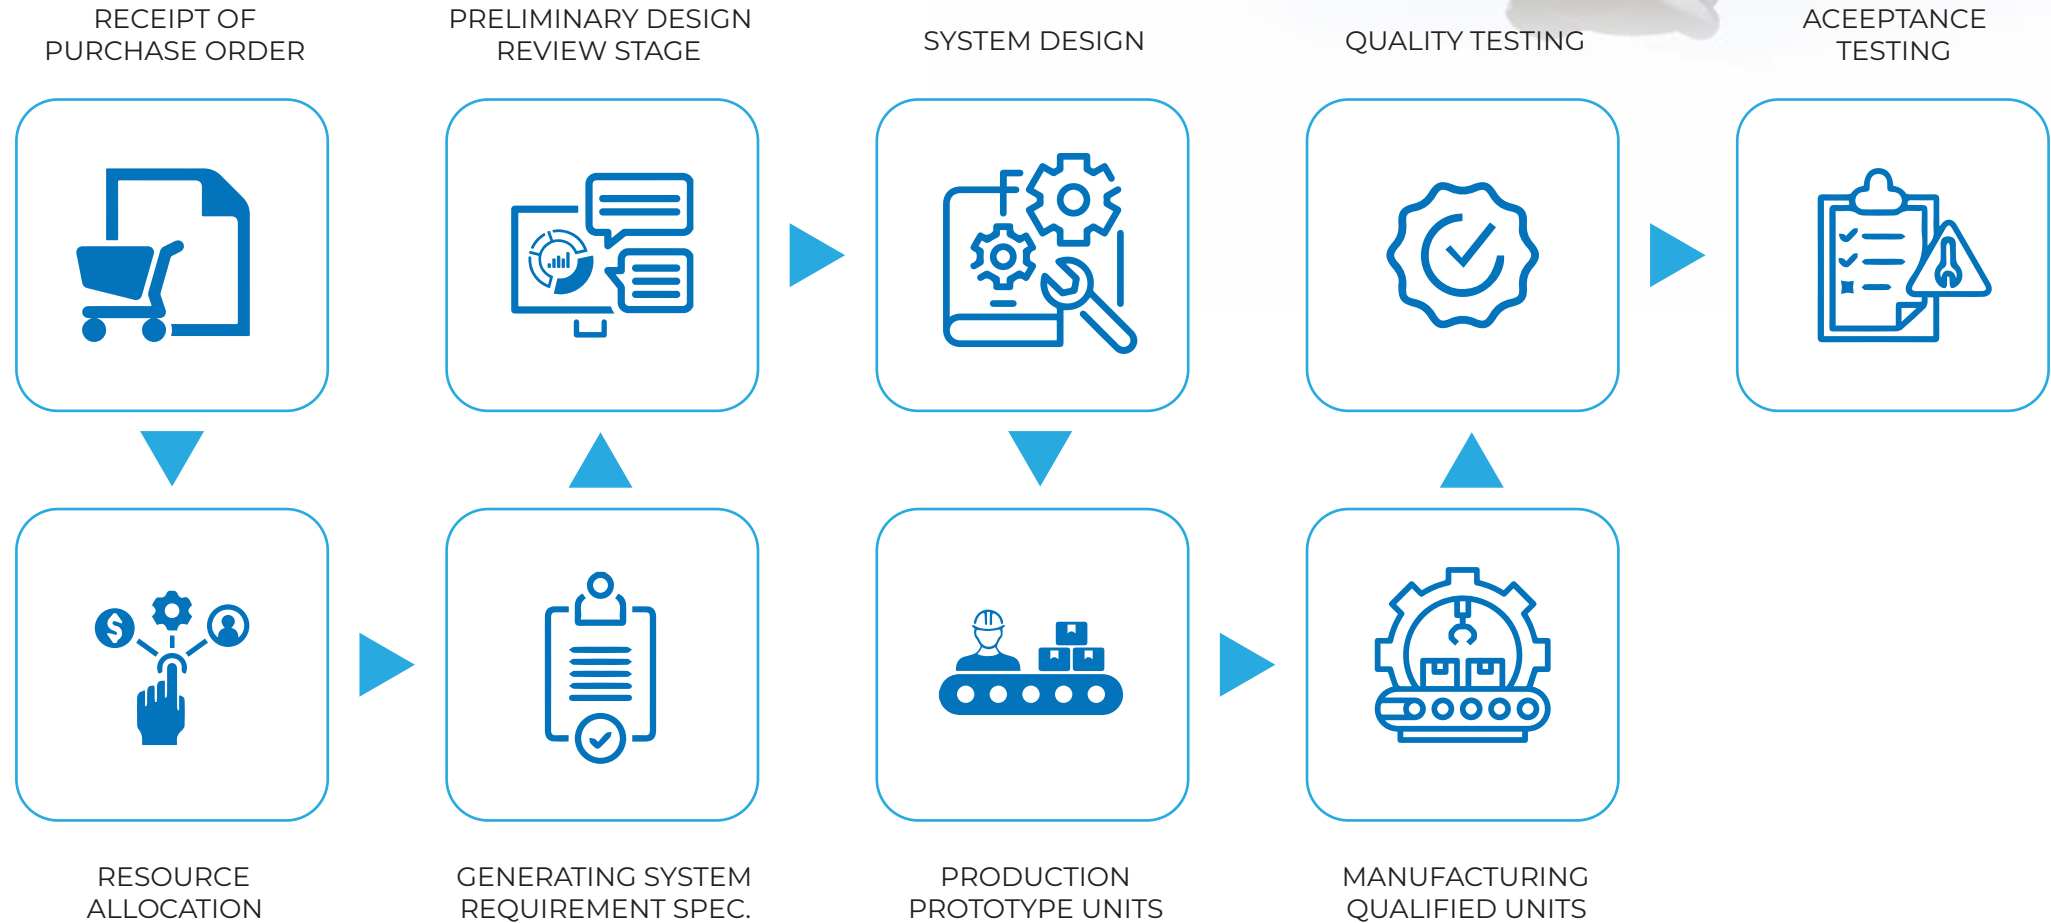 RECEIPT OF
PURCHASE ORDER
PRELIMINARY DESIGN
REVIEW STAGE
SYSTEM DESIGN
QUALITY TESTING
ACEEPTANCE
TESTING
$
RESOURCE
ALLOCATION
GENERATING SYSTEM
REQUIREMENT SPEC.
PRODUCTION
PROTOTYPE UNITS
MANUFACTURING
QUALIFIED UNITS